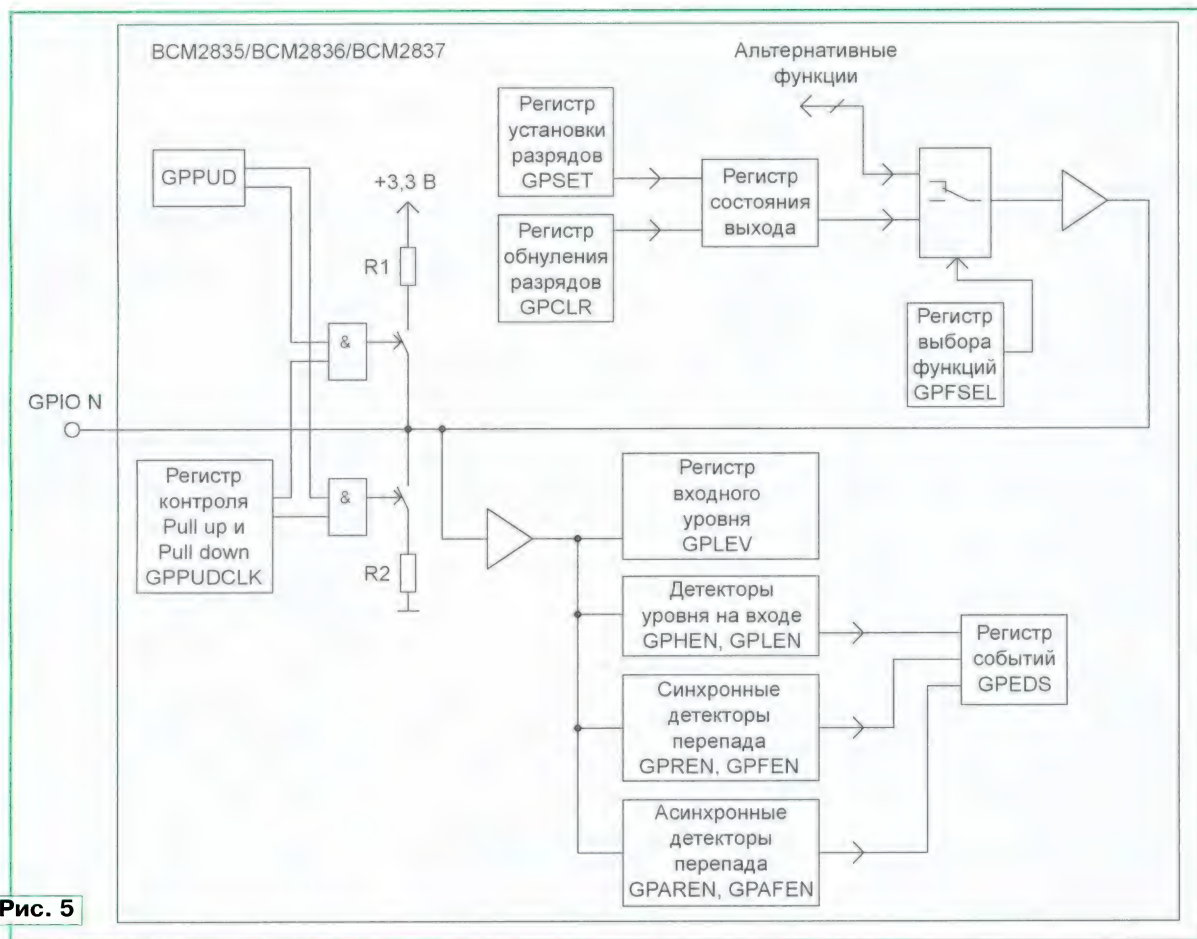 BCM2835/BCM2836/BCM2837
Альтернативные
функции
Регистр
установки
разрядов
GPSET
GPPUD
+3,3 В
Регистр
состояния
выхода
R1
Регистр
обнуления
разрядов
GPCLR
Регистр
выбора
функций
GPFSEL
&
GPIO N
Регистр
контроля
Pull up и
Pull down
GPPUDCLK
&
R2
Регистр
входного
уровня
GPLEV
Детекторы
уровня на входе
GPHEN, GPLEN
Регистр
событий
GPEDS
Синхронные
детекторы
перепада
GPREN, GPFEN
Асинхронные
детекторы
перепада
GPAREN, GPAFEN
Рис. 5